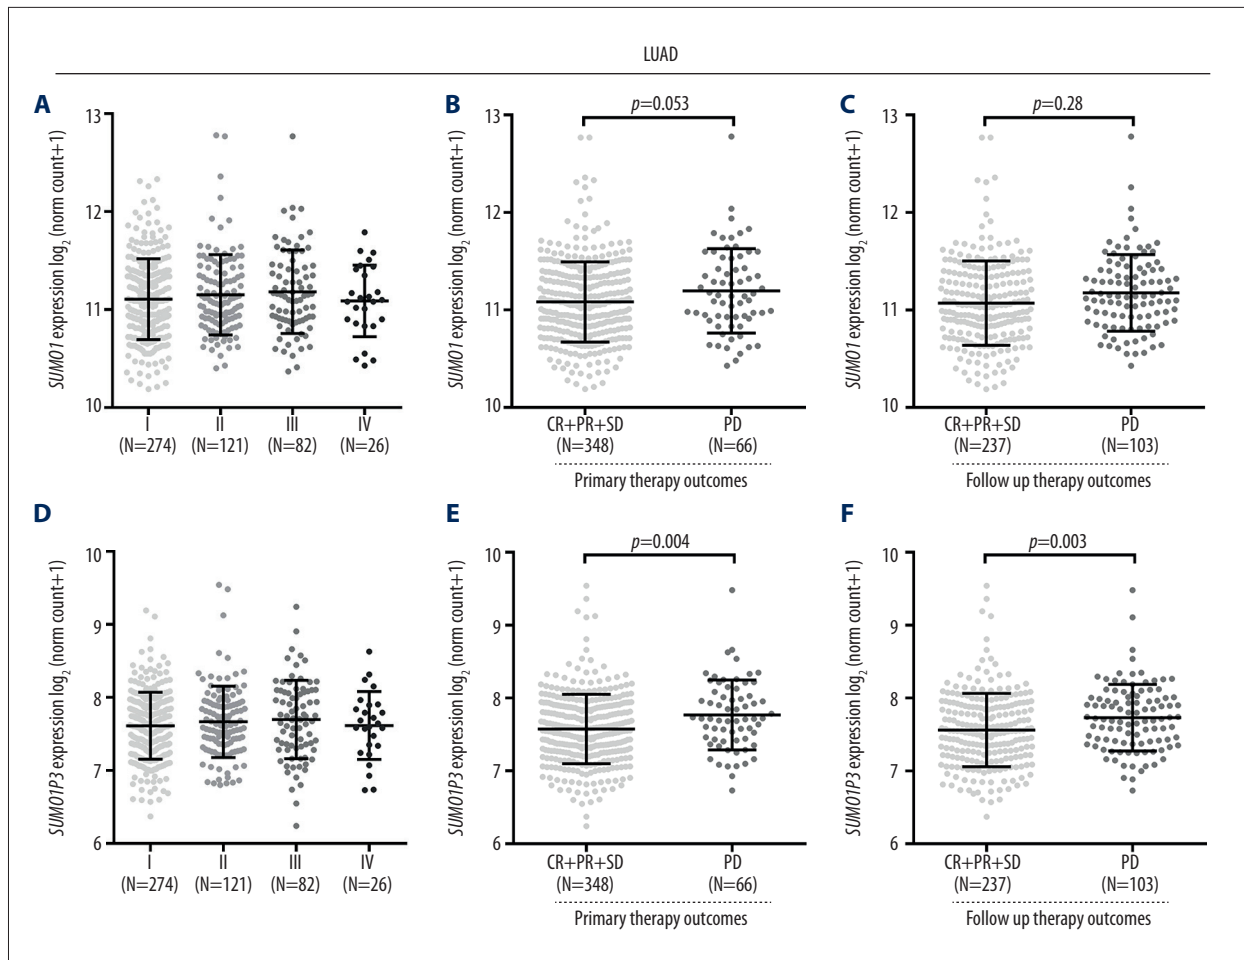 LUAD
A
SUMO1 expression log2 (norm count+1)
13
12
11
10
I
(N=274)
II
(N=121)
III
(N=82)
IV
(N=26)
B
p=0.053
SUMO1 expression log2 (norm count+1)
13
12
11
10
CR+PR+SD
(N=348)
PD
(N=66)
Primary therapy outcomes
C
p=0.28
SUMO1 expression log2 (norm count+1)
13
12
11
10
CR+PR+SD
(N=237)
PD
(N=103)
Follow up therapy outcomes
D
SUMO1P3 expression log2 (norm count+1)
10
9
8
7
6
I
(N=274)
II
(N=121)
III
(N=82)
IV
(N=26)
E
p=0.004
SUMO1P3 expression log2 (norm count+1)
10
9
8
7
6
CR+PR+SD
(N=348)
PD
(N=66)
Primary therapy outcomes
F
p=0.003
SUMO1P3 expression log2 (norm count+1)
10
9
8
7
6
CR+PR+SD
(N=237)
PD
(N=103)
Follow up therapy outcomes